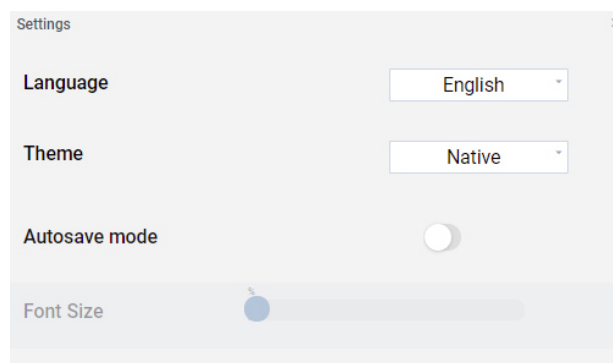 Settings
Language
English
Theme
Native
Autosave mode
Font Size
%